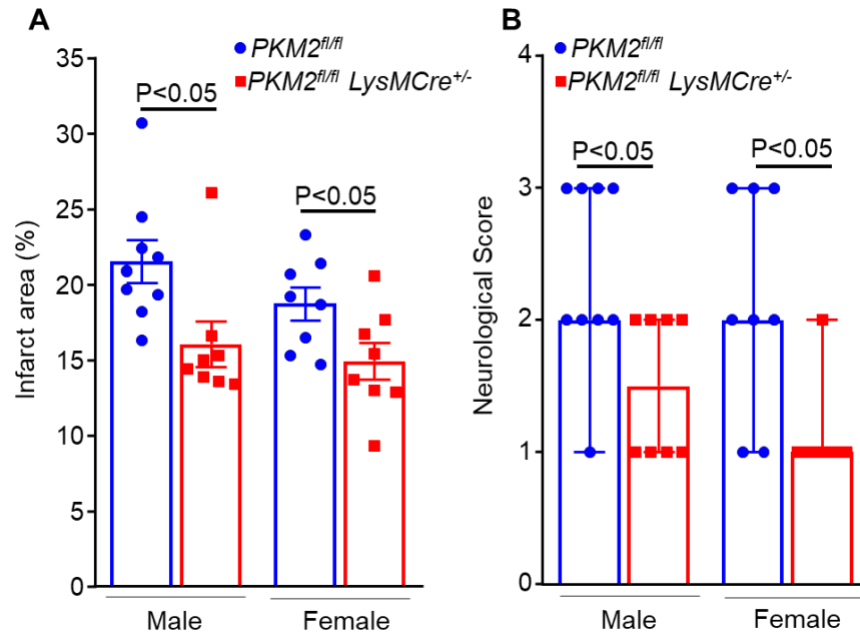 A
PKM2fl/fl
PKM2fl/fl LysMCre+/-
P<0.05
P<0.05
Infarct area (%)
35
30
25
20
15
10
5
0
Male
Female
B
PKM2fl/fl
PKM2fl/fl LysMCre+/-
P<0.05
P<0.05
Neurological Score
4
3
2
1
0
Male
Female